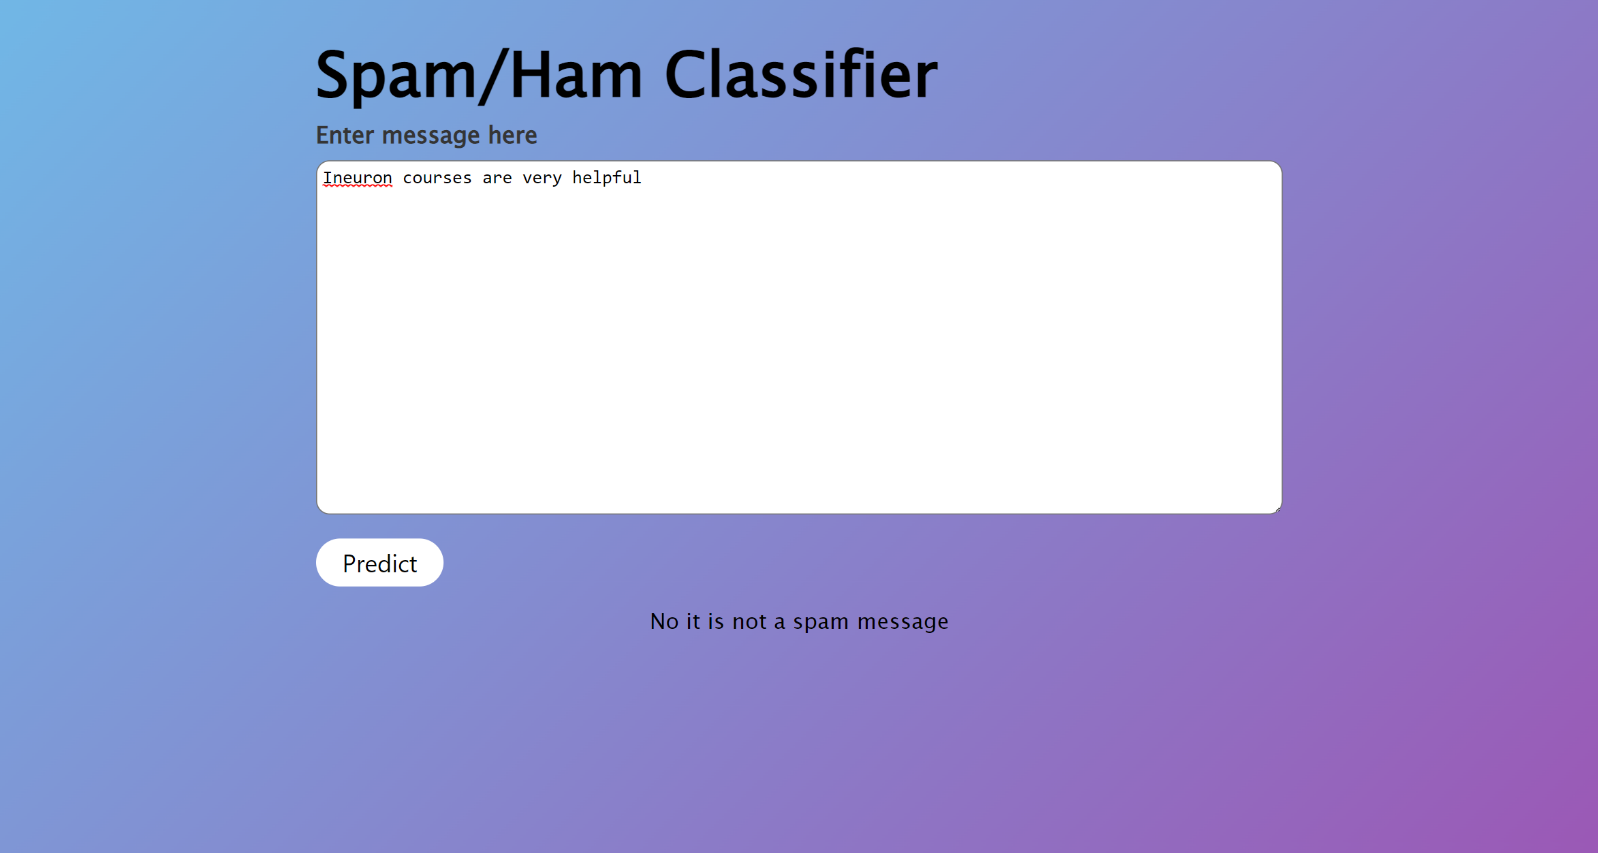 Spam/Ham Classifier
Enter message here
Ineuron courses are very helpful
Predict
No it is not a spam message